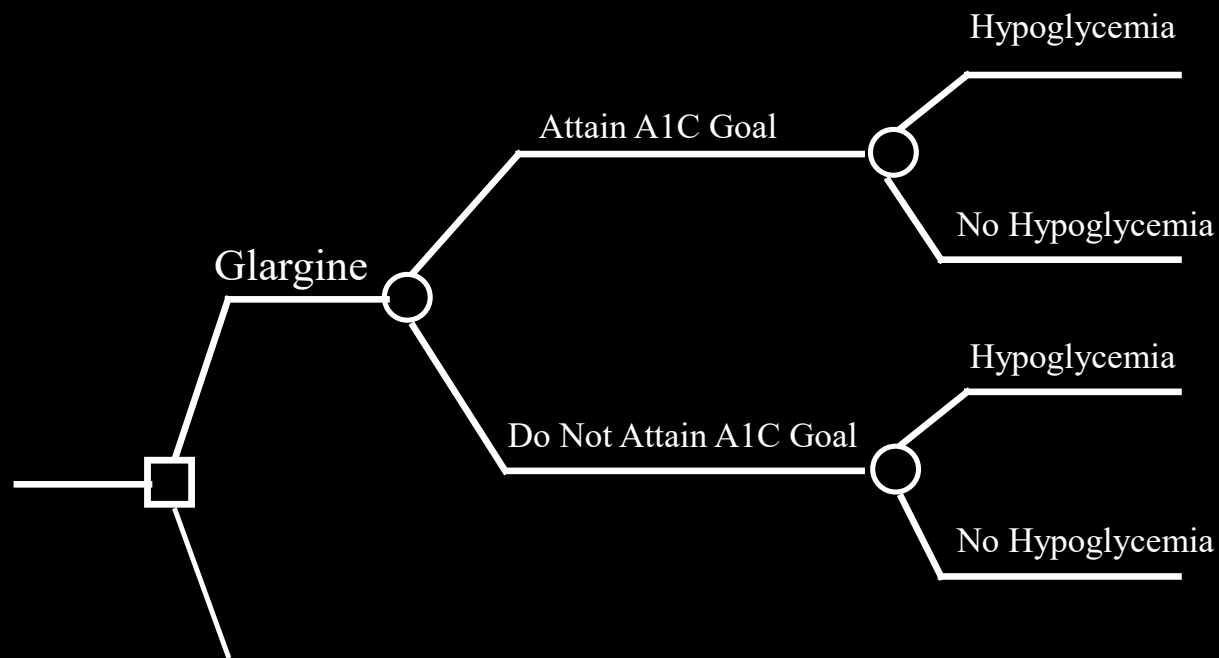 Hypoglycemia
Attain A1C Goal
No Hypoglycemia
Glargine
Hypoglycemia
Do Not Attain A1C Goal
No Hypoglycemia